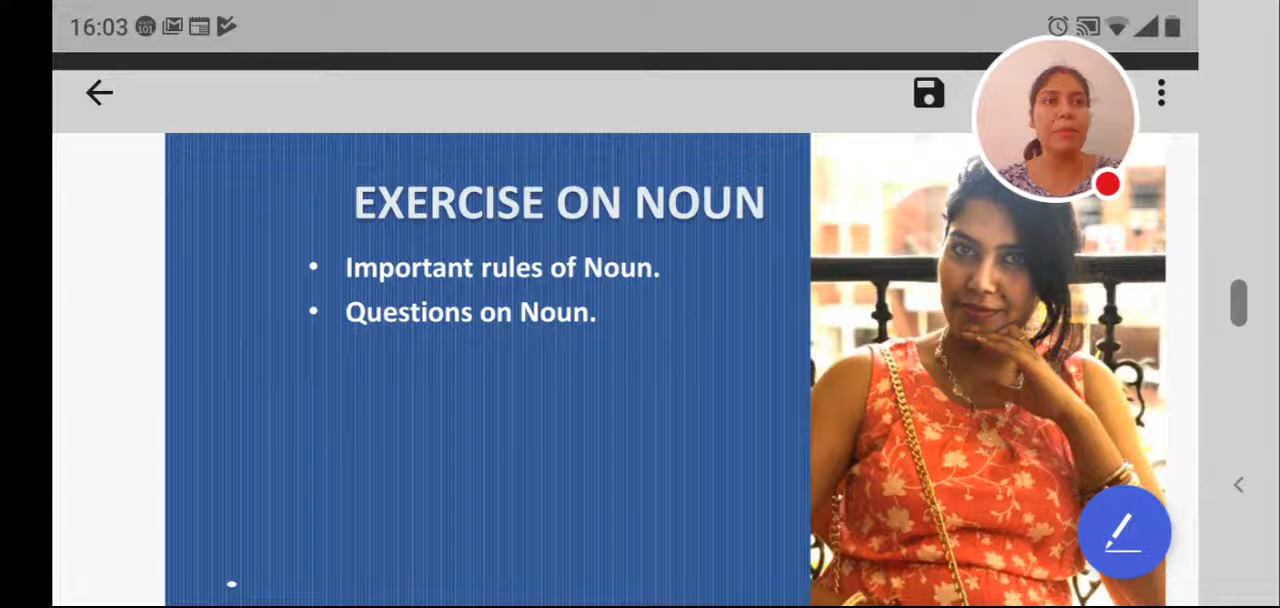 16:03
EXERCISE ON NOUN
• Important rules of Noun.
• Questions on Noun.